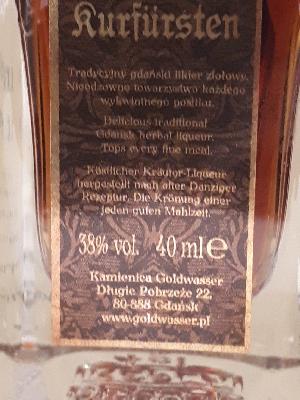 Kurfürsten
Tradycyjny gdański likier ziołowy.
Nieodzowne towarzystwo każdego
wykwintnego posiłku.
Delicious traditional
Gdansk herbal liqueur.
Tops every fine meal.
Köstlicher Kräuter-Liqueur
hergestellt nach alter Danziger
Rezeptur. Die Krönung einer
jeden guten Mahlzeit.
38% vol. 40 ml e
Kamienica Goldwasser
Długie Pobrzeże 22,
80-888 Gdańsk
www.goldwasser.pl